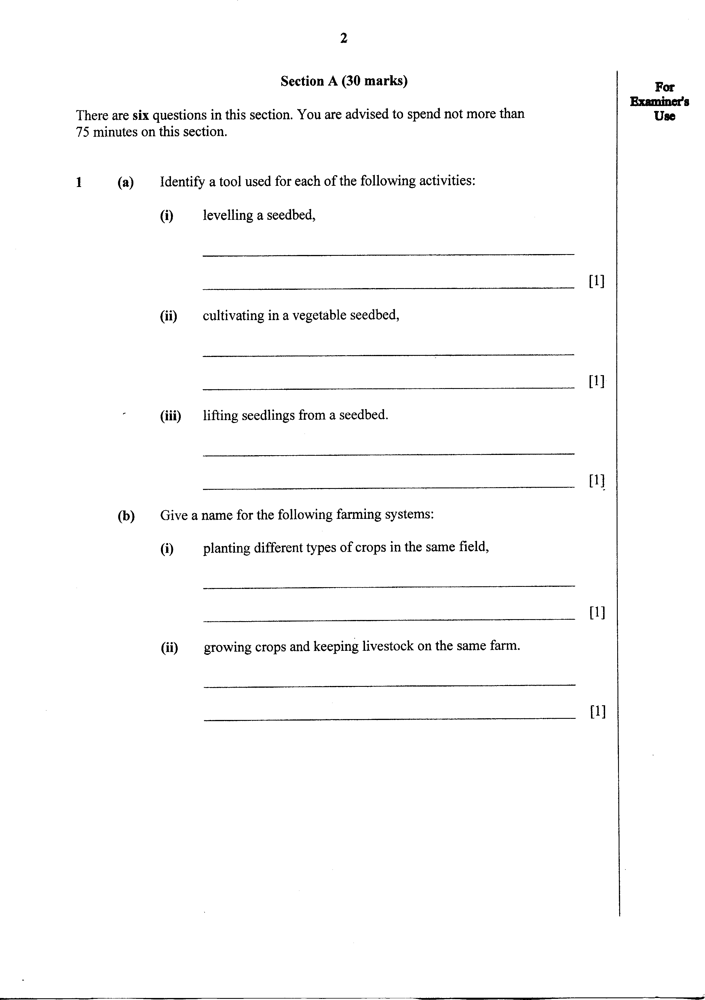 2
Section A (30 marks)
For
Examiner's
Use
There are six questions in this section. You are advised to spend not more than
75 minutes on this section.
1 (a) Identify a tool used for each of the following activities:
(i) levelling a seedbed,
[1]
(ii) cultivating in a vegetable seedbed,
[1]
(iii) lifting seedlings from a seedbed.
[1]
(b) Give a name for the following farming systems:
(i) planting different types of crops in the same field,
[1]
(ii) growing crops and keeping livestock on the same farm.
[1]